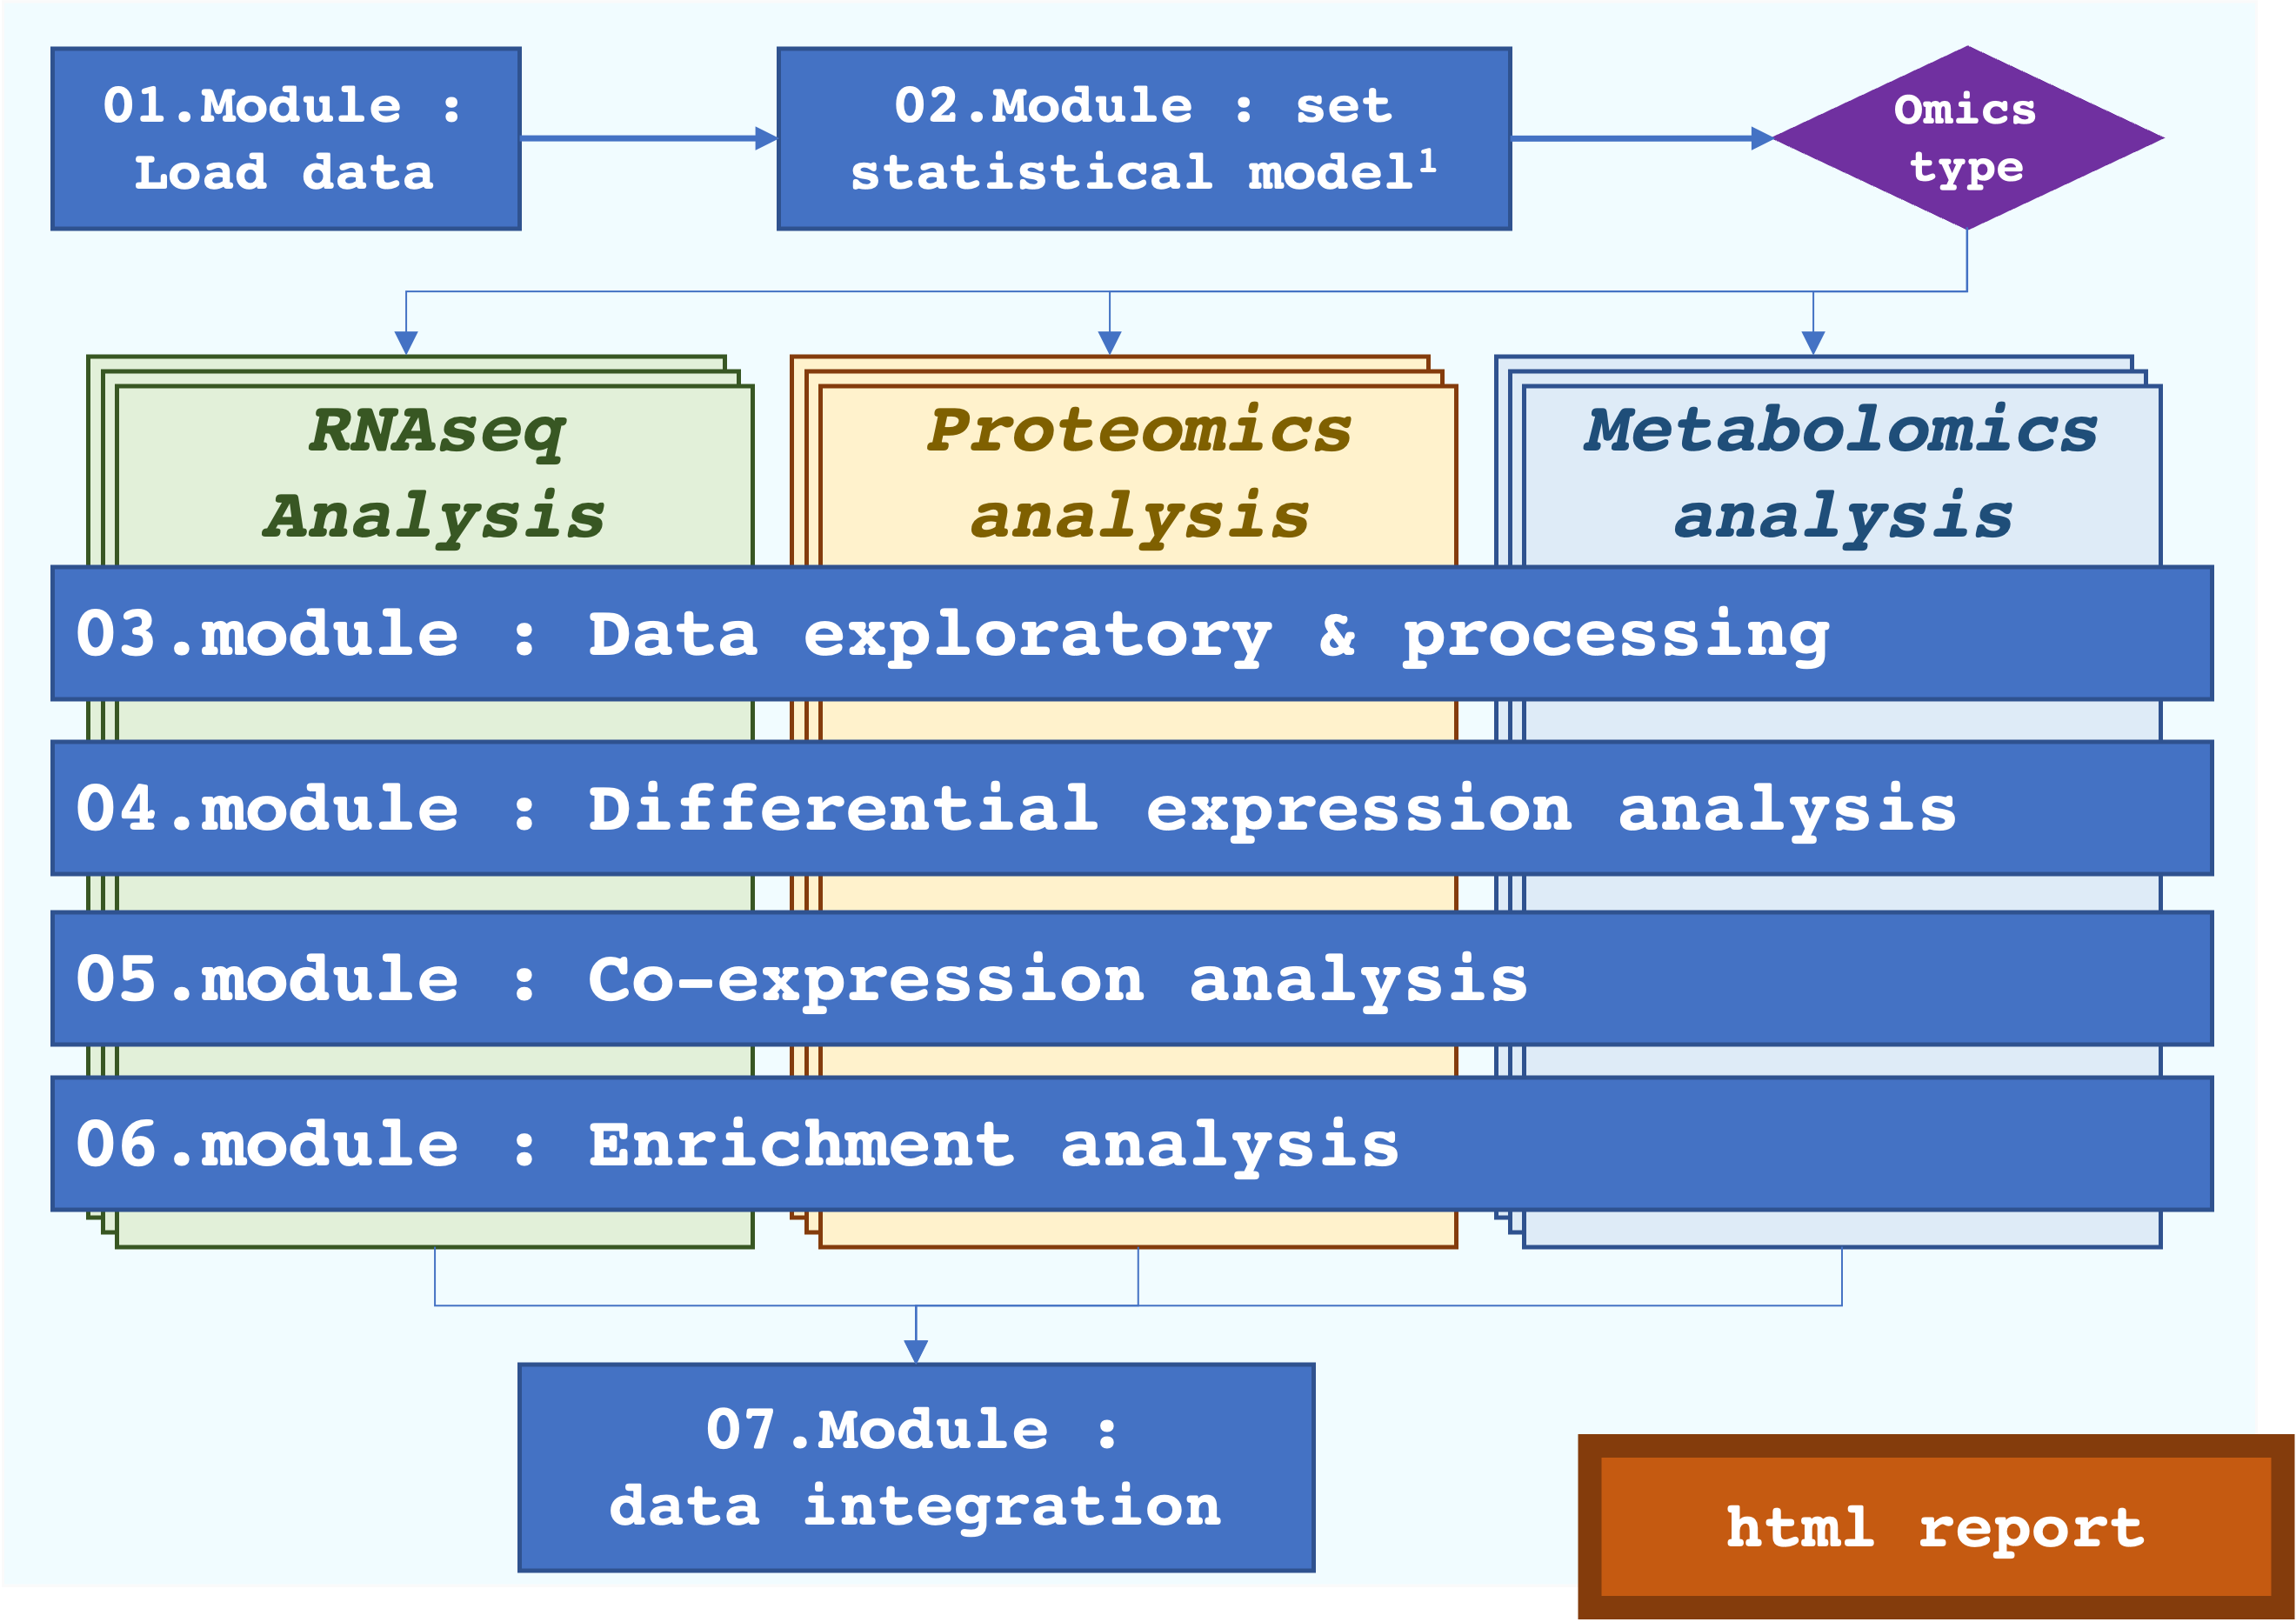 01.Module :
Load data
02.Module : set
statistical model¹
Omics
type
RNAseq
Analysis
Proteomics
analysis
Metabolomics
analysis
03.module : Data exploratory & processing
04.module : Differential expression analysis
05.module : Co-expression analysis
06.module : Enrichment analysis
07.Module :
data integration
html report